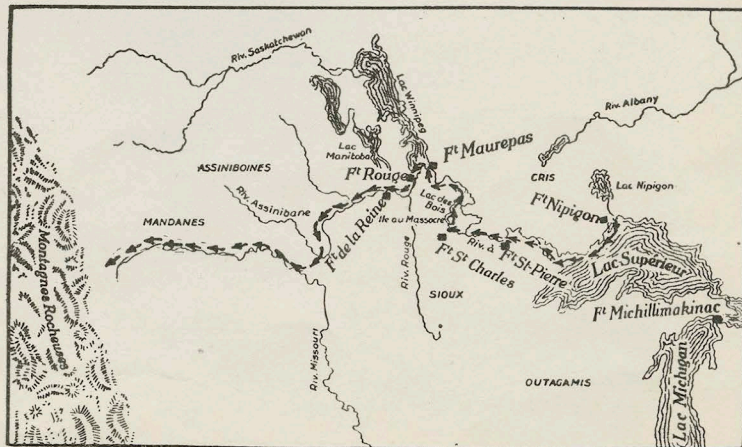 Riv. Saskatchewan
Lac Winnipeg
Riv. Albany
Lac Manitoba
Ft Maurepas
ASSINIBOINES
Ft Rouge
CRIS
Lac Nipigon
Riv. Assinibane
Lac des Bois
Ft Nipigon
MANDANES
Ft de la Reine
Ile au Massacre
Riv. à
Ft St-Pierre
Lac Supérieur
Ft St Charles
Montagnes Rocheuses
Riv. Rouge
SIOUX
Ft Michillimakinac
Riv. Missouri
OUTAGAMIS
Lac Michigan